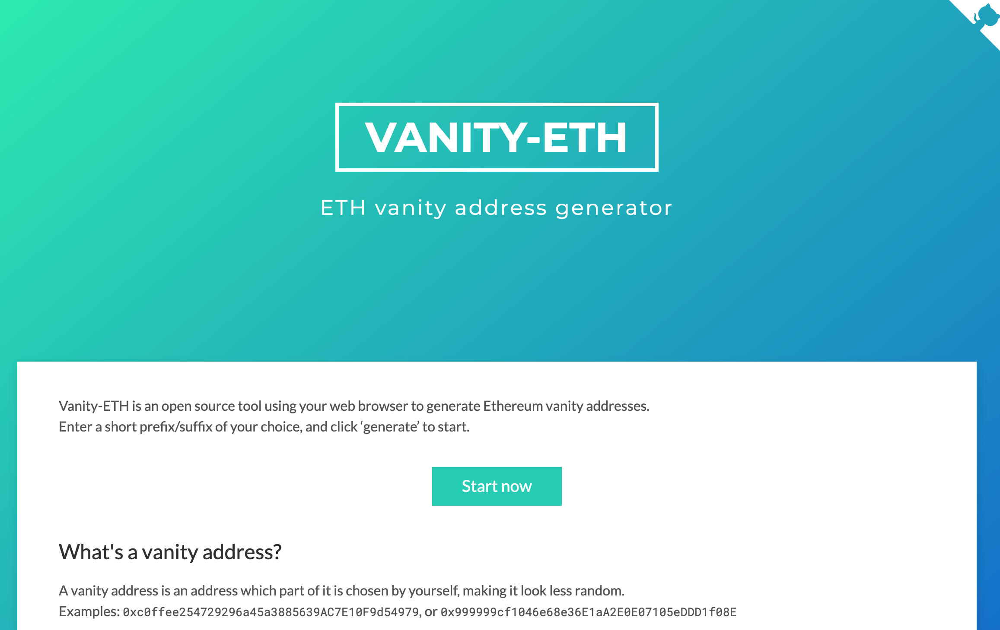 VANITY-ETH
ETH vanity address generator
Vanity-ETH is an open source tool using your web browser to generate Ethereum vanity addresses.
Enter a short prefix/suffix of your choice, and click ‘generate’ to start.
Start now
What's a vanity address?
A vanity address is an address which part of it is chosen by yourself, making it look less random.
Examples: 0xc0ffee254729296a45a3885639AC7E10F9d54979, or 0x999999cf1046e68e36E1aA2E0E07105eDDD1f08E